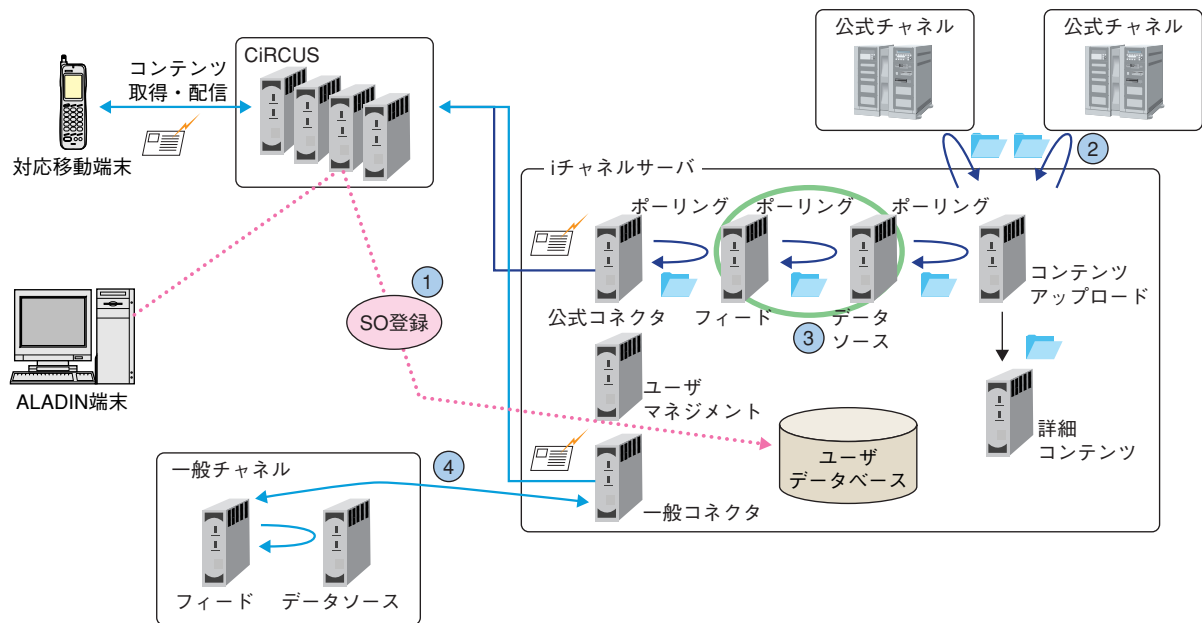 公式チャネル
公式チャネル
CiRCUS
コンテンツ
取得・配信
対応移動端末
2
iチャネルサーバ
ポーリング
ポーリング
ポーリング
コンテンツ
アップロード
公式コネクタ
フィード
3
データ
ソース
1
SO登録
ALADIN端末
ユーザ
マネジメント
詳細
コンテンツ
ユーザ
データベース
一般チャネル
4
一般コネクタ
フィード
データソース